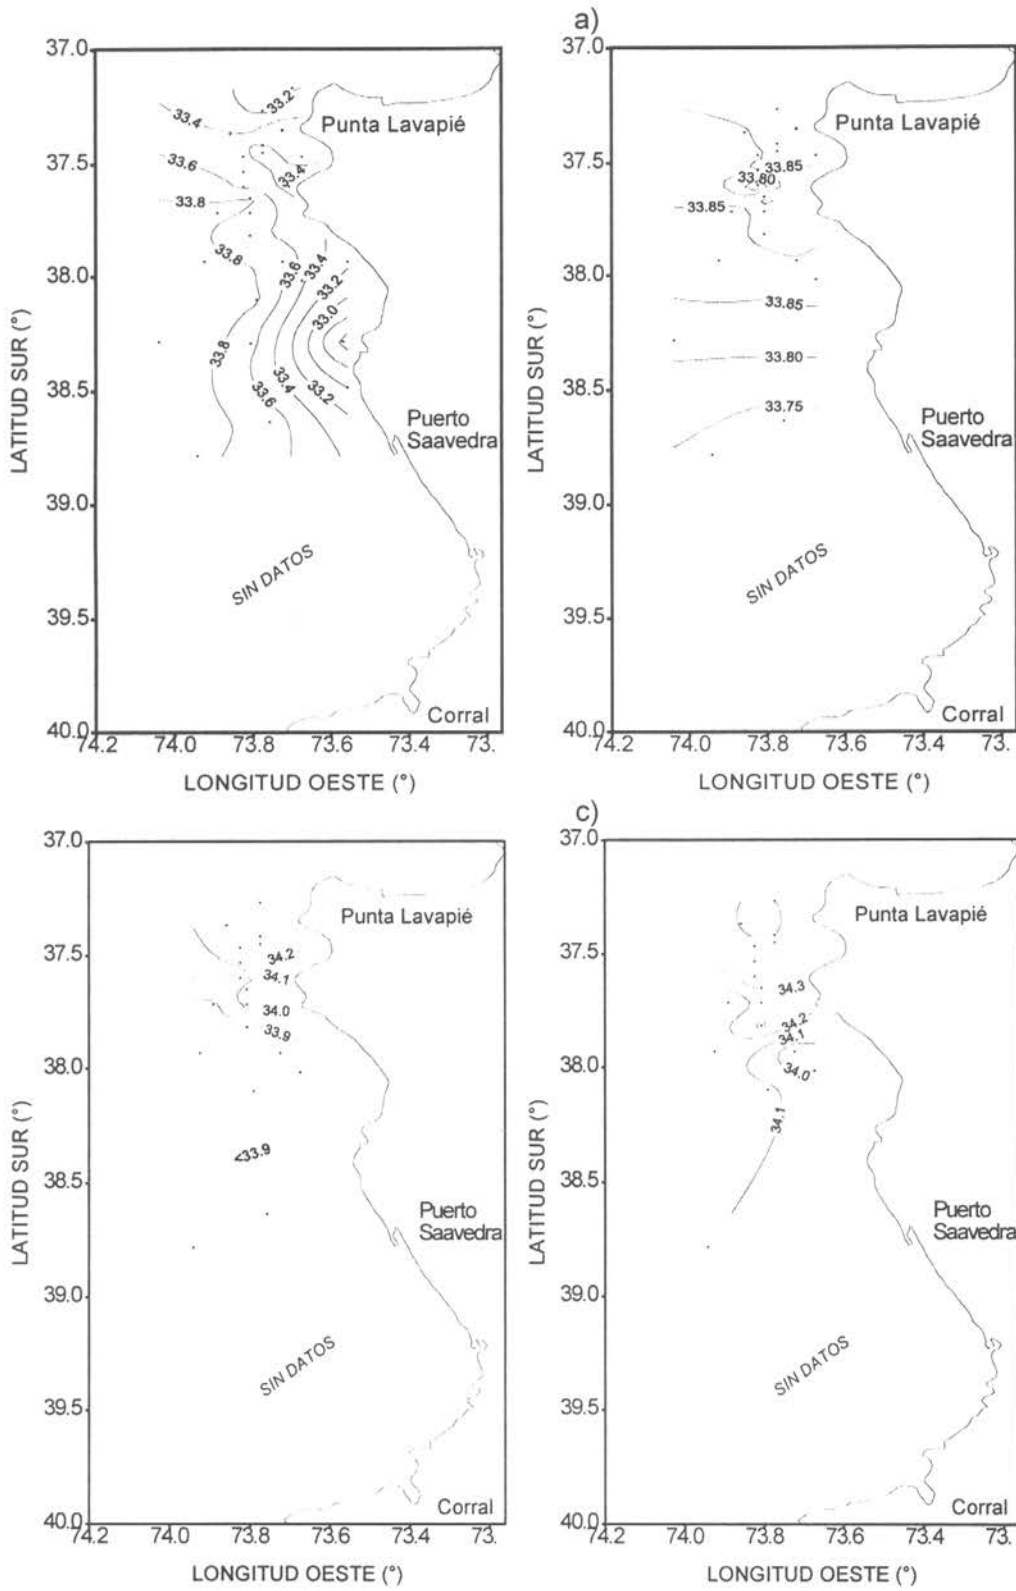 a)
37.0
33.2
33.4
Punta Lavapié
37.5
33.6
33.4
33.8
33.8
33.6
33.4
38.0
33.2
33.0
33.8
38.5
33.6
33.4
33.2
Puerto
Saavedra
39.0
SIN DATOS
39.5
Corral
40.0
74.2 74.0 73.8 73.6 73.4 73.
LATITUD SUR (°)
LONGITUD OESTE (°)
37.0
Punta Lavapié
37.5
33.85
33.80
33.85
38.0
33.85
33.80
38.5
33.75
Puerto
Saavedra
39.0
SIN DATOS
39.5
Corral
40.0
74.2 74.0 73.8 73.6 73.4 73.
LATITUD SUR (°)
LONGITUD OESTE (°)
c)
37.0
Punta Lavapié
37.5
34.2
34.1
34.0
33.9
38.0
<33.9
38.5
Puerto
Saavedra
39.0
SIN DATOS
39.5
Corral
40.0
74.2 74.0 73.8 73.6 73.4 73.
LATITUD SUR (°)
LONGITUD OESTE (°)
37.0
Punta Lavapié
37.5
34.3
34.2
34.1
38.0
34.0
34.1
38.5
Puerto
Saavedra
39.0
SIN DATOS
39.5
Corral
40.0
74.2 74.0 73.8 73.6 73.4 73.
LATITUD SUR (°)
LONGITUD OESTE (°)